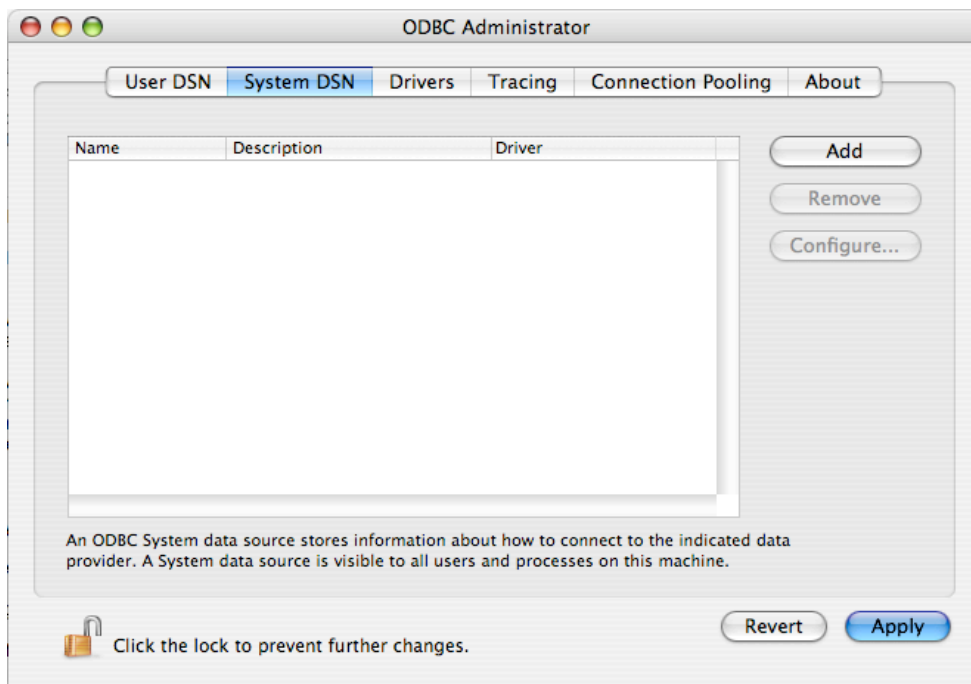 ODBC Administrator
User DSN System DSN Drivers Tracing Connection Pooling About
Name Description Driver
Add
Remove
Configure...
An ODBC System data source stores information about how to connect to the indicated data
provider. A System data source is visible to all users and processes on this machine.
Click the lock to prevent further changes.
Revert Apply